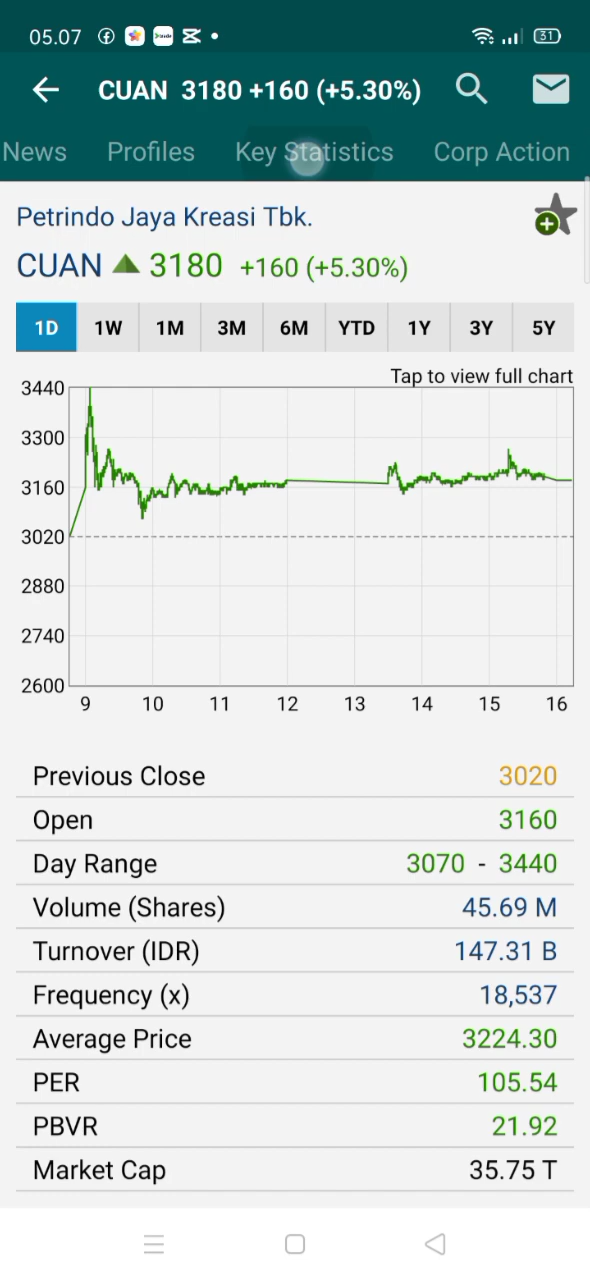 05.07
31
CUAN 3180 +160 (+5.30%)
News Profiles Key Statistics Corp Action
Petrindo Jaya Kreasi Tbk.
CUAN 3180 +160 (+5.30%)
1D 1W 1M 3M 6M YTD 1Y 3Y 5Y
Tap to view full chart
3440
3300
3160
3020
2880
2740
2600
9 10 11 12 13 14 15 16
Previous Close 3020
Open 3160
Day Range 3070 - 3440
Volume (Shares) 45.69 M
Turnover (IDR) 147.31 B
Frequency (x) 18,537
Average Price 3224.30
PER 105.54
PBVR 21.92
Market Cap 35.75 T